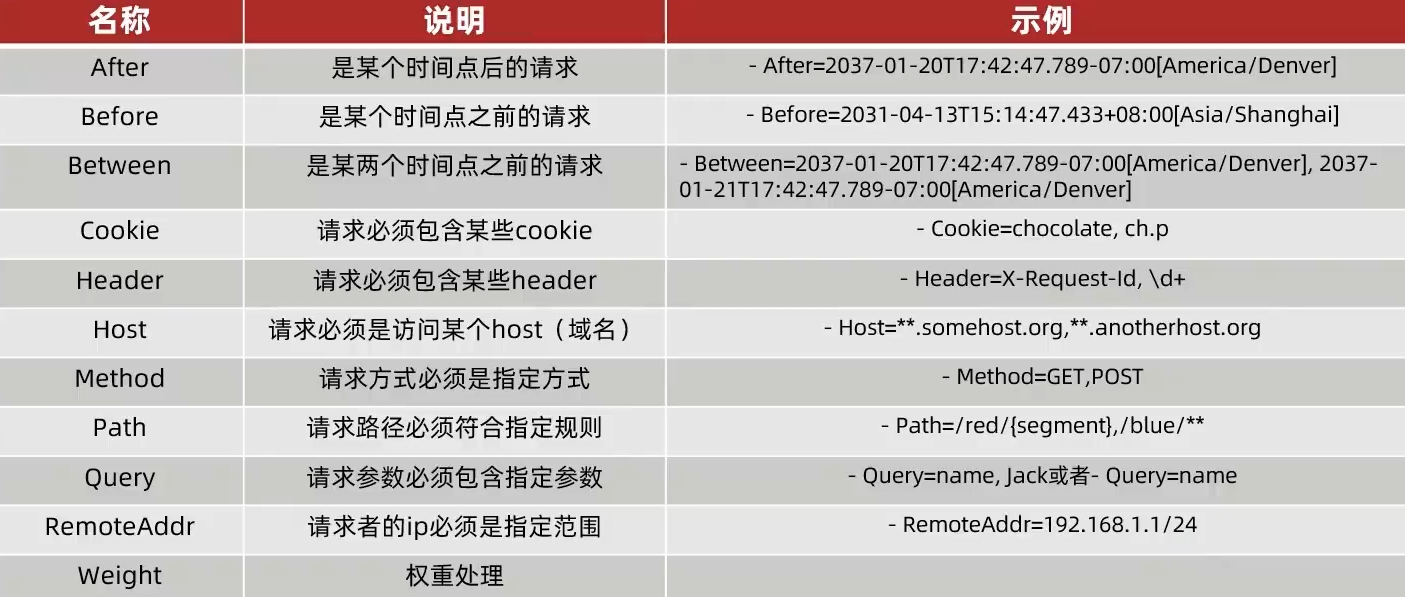 名称 说明 示例
After 是某个时间点后的请求 - After=2037-01-20T17:42:47.789-07:00[America/Denver]
Before 是某个时间点之前的请求 - Before=2031-04-13T15:14:47.433+08:00[Asia/Shanghai]
Between 是某两个时间点之前的请求 - Between=2037-01-20T17:42:47.789-07:00[America/Denver], 2037-
01-21T17:42:47.789-07:00[America/Denver]
Cookie 请求必须包含某些cookie - Cookie=chocolate, ch.p
Header 请求必须包含某些header - Header=X-Request-Id, \d+
Host 请求必须是访问某个host（域名） - Host=**.somehost.org,**.anotherhost.org
Method 请求方式必须是指定方式 - Method=GET,POST
Path 请求路径必须符合指定规则 - Path=/red/{segment},/blue/**
Query 请求参数必须包含指定参数 - Query=name, Jack或者- Query=name
RemoteAddr 请求者的ip必须是指定范围 - RemoteAddr=192.168.1.1/24
Weight 权重处理